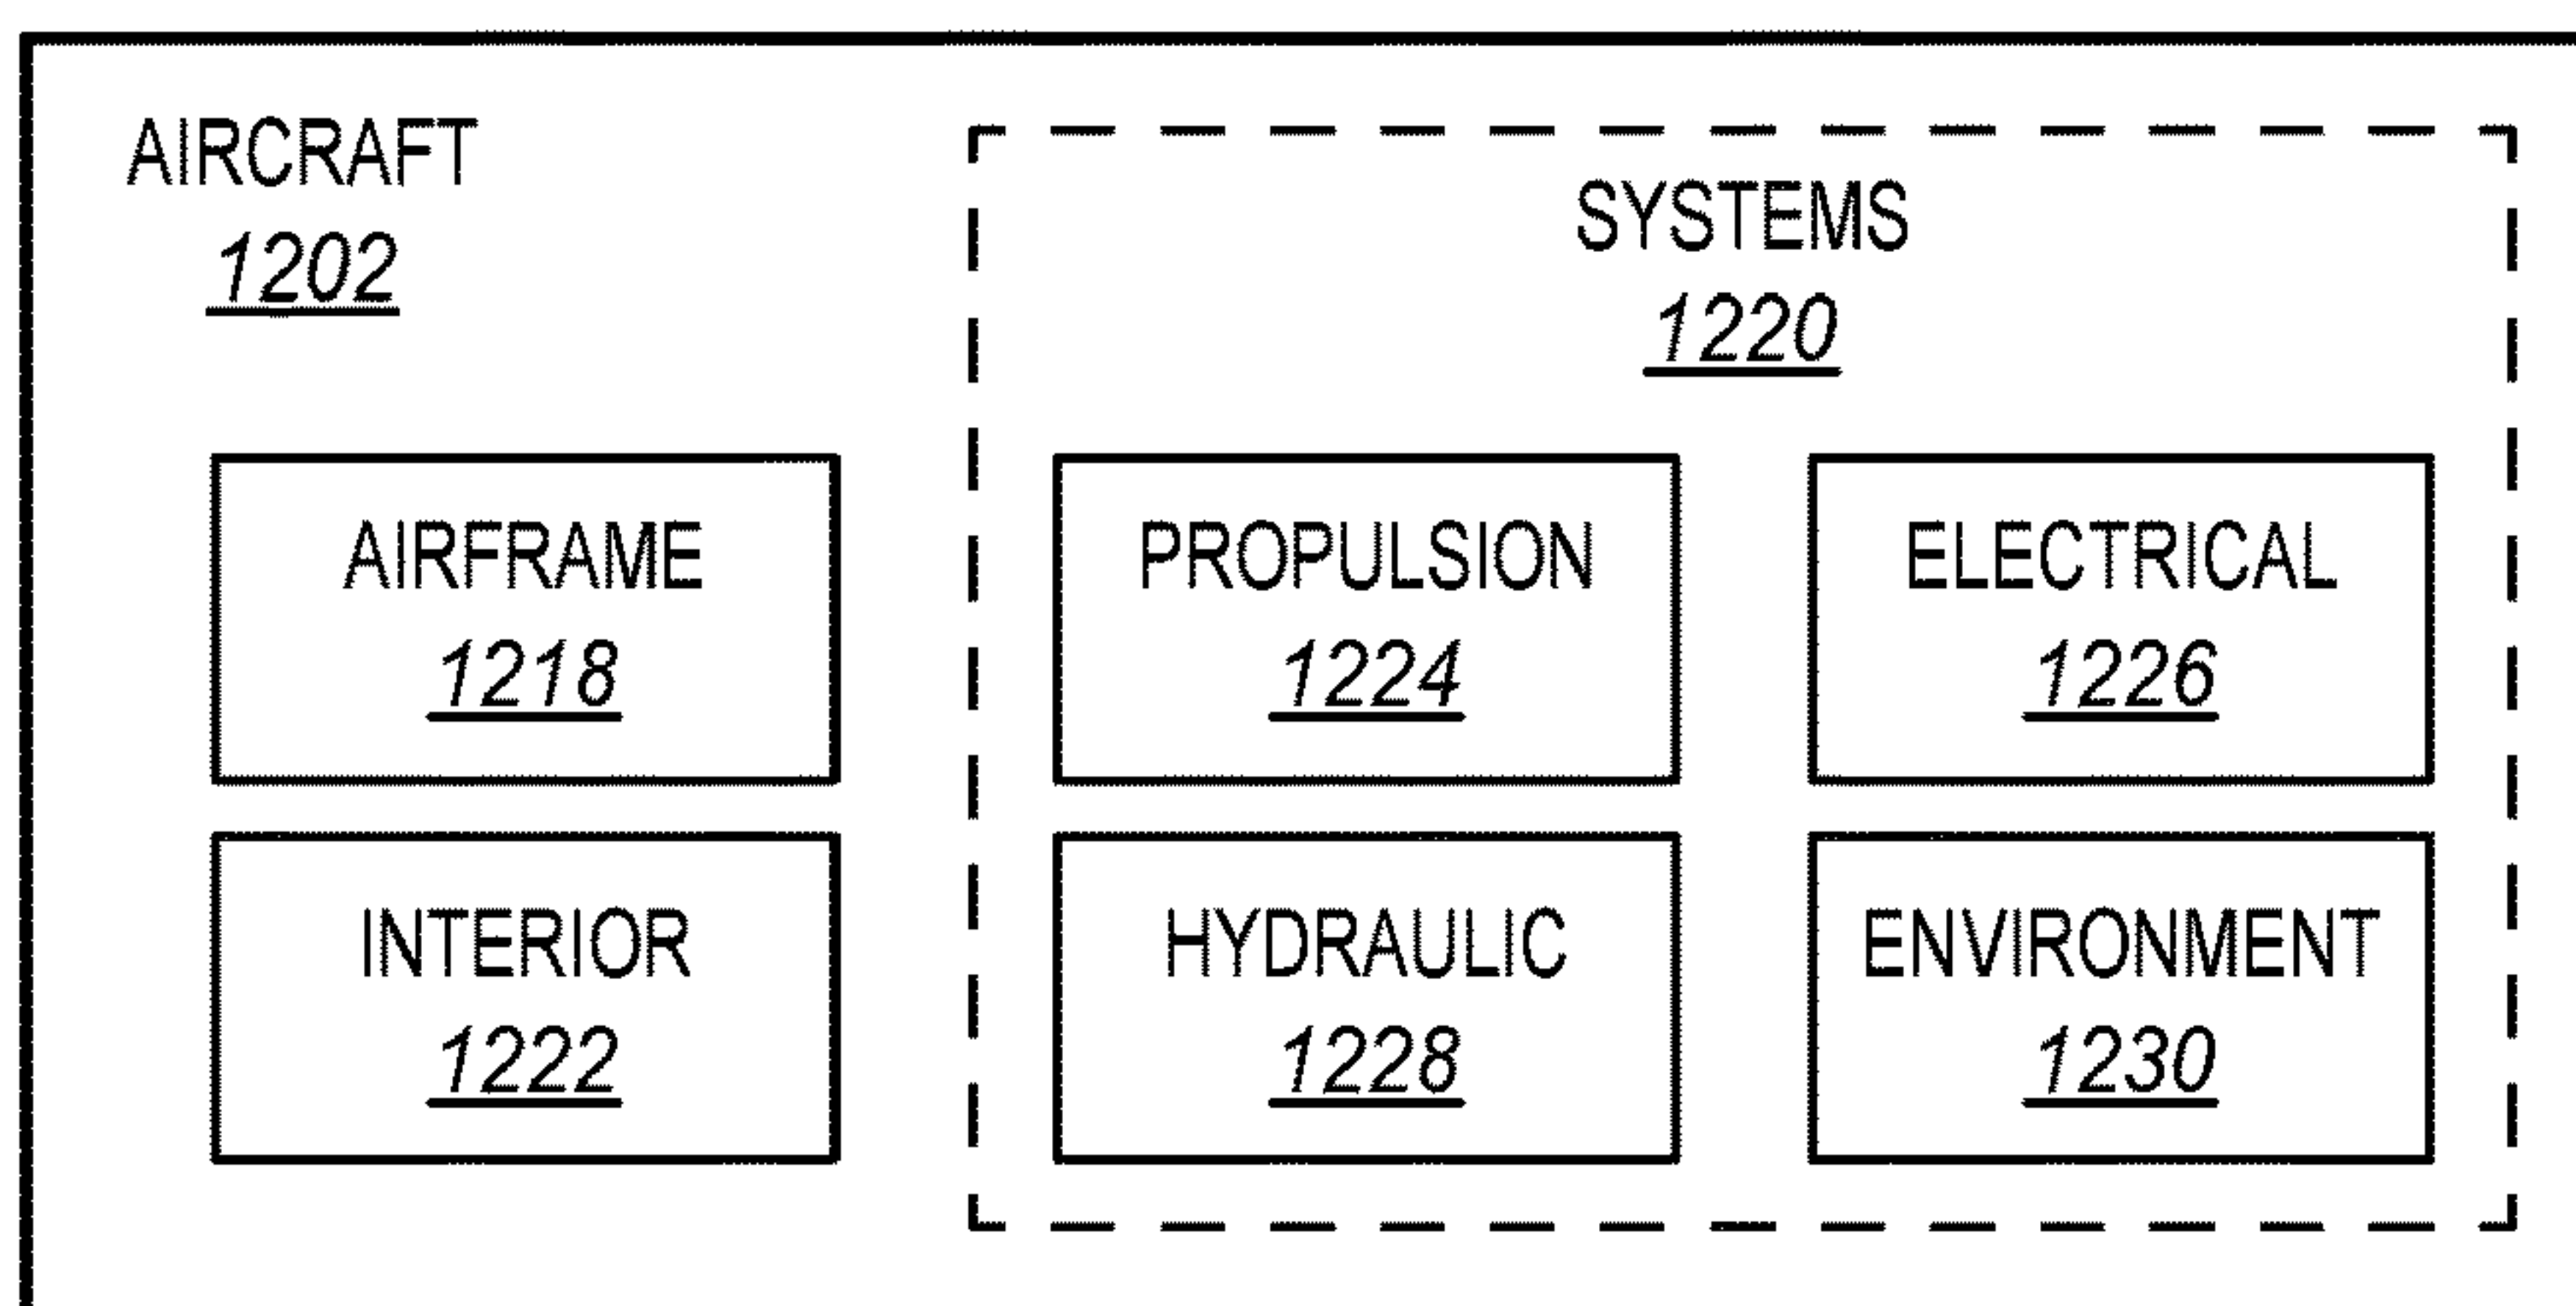 AIRCRAFT
1202
SYSTEMS
1220
AIRFRAME
1218
PROPULSION
1224
ELECTRICAL
1226
INTERIOR
1222
HYDRAULIC
1228
ENVIRONMENT
1230